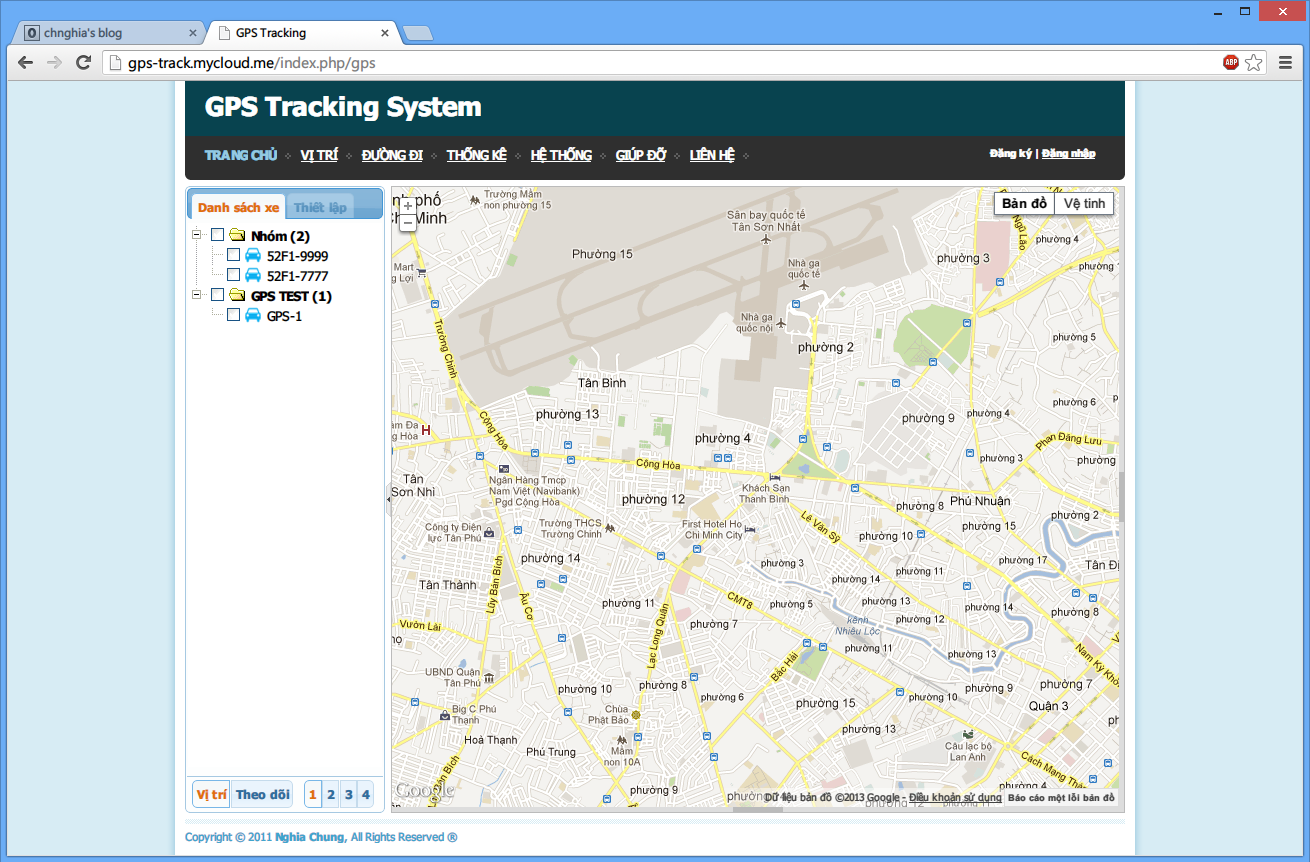 chnghia's blog
GPS Tracking
gps-track.mycloud.me/index.php/gps
ABP
GPS Tracking System
TRANG CHỦ VỊ TRÍ ĐƯỜNG ĐI THỐNG KÊ HỆ THỐNG GIÚP ĐỠ LIÊN HỆ
Đăng ký | Đăng nhập
Danh sách xe Thiết lập
Nhóm (2)
52F1-9999
52F1-7777
GPS TEST (1)
GPS-1
Vị trí Theo dõi 1 2 3 4
Bản đồ Vệ tinh
Trường Mầm
non phường 15
Sân bay quốc tế
Tân Sơn Nhất
Phường 15
Nhà ga
quốc tế
phường 3
phường 4
Ngũ Lão
Mart
g Lợi
Trường Chinh
Nhà ga
quốc nội
phường 2
phường 5
Tân Bình
phường 13
phường 6
phường 9
phường 4
Cộng Hòa
phường 4
Phan Đăng Lưu
phường 3
Cộng Hòa
Tân
Sơn Nhì
Ngân Hàng Tmcp
Nam Việt (Navibank)
- Pgd Cộng Hòa
phường 12
Khách Sạn
Thanh Bình
Phú Nhuận
phường 8
phường 2
Công ty Điện
lực Tân Phú
Trường THCS
Trường Chinh
First Hotel Ho
Chi Minh City
Lê Văn Sỹ
phường 15
phường 10
phường 14
phường 3
phường 17
phường 11
phường 14
Tân Thành
Lũy Bán Bích
Âu Cơ
phường 11
CMT8
phường 5
phường 13
phường 14
phường 8
Vườn Lài
Lạc Long Quân
phường 7
kênh
Nhiêu Lộc
phường 12
phường 11
phường 13
Bắc Hải
Nam Kỳ
UBND Quận
Tân Phú
phường 10
phường 8
phường 6
phường 9
phường 7
phường 10
phường 15
Quận 3
Big C Phú
Thạnh
Chùa
Phật Bảo
phường 13
Hoà Thạnh
Phú Trung
Mầm
non 10A
Câu lạc bộ
Lan Anh
Cách Mạng
phường 9
Google
Dữ liệu bản đồ ©2013 Google - Điều khoản sử dụng
Báo cáo một lỗi bản đồ
Copyright © 2011 Nghia Chung, All Rights Reserved ®